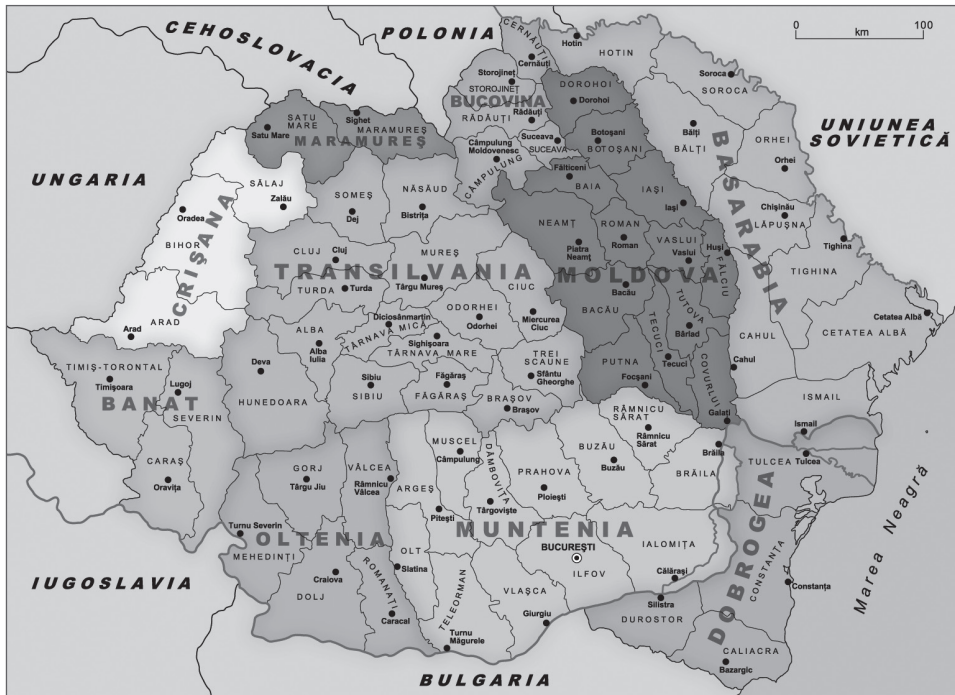 CEHOSLOVACIA
POLONIA
UNIUNEA
SOVIETICĂ
UNGARIA
IUGOSLAVIA
BULGARIA
Marea Neagră
0 100 km
MARAMUREȘ
SATU
MARE
Satu Mare
Sighet
MARAMUREȘ
BUCOVINA
CERNĂUȚI
Cernăuți
Storojineț
STOROJINEȚ
RĂDĂUȚI
Rădăuți
Suceava
SUCEAVA
Câmpulung
Moldovenesc
CÂMPULUNG
BASARABIA
Hotin
HOTIN
Soroca
SOROCA
Bălți
BĂLȚI
ORHEI
Orhei
Chișinău
LĂPUȘNA
Tighina
TIGHINA
Cetatea Albă
CETATEA ALBĂ
CAHUL
Cahul
ISMAIL
Ismail
MOLDOVA
DOROHOI
Dorohoi
Botoșani
BOTOȘANI
Fălticeni
BAIA
IAȘI
Iași
NEAMȚ
Piatra
Neamț
ROMAN
Roman
VASLUI
Vaslui
Huși
FĂLCIU
Bacău
BACĂU
TUTOVA
Bârlad
TECUCI
Tecuci
PUTNA
Focșani
COVURLUI
Galați
CRIȘANA
SĂLAJ
Zalău
Oradea
BIHOR
ARAD
Arad
TRANSILVANIA
SOMEȘ
Dej
NĂSĂUD
Bistrița
CLUJ
Cluj
MUREȘ
Târgu Mureș
TURDA
Turda
CIUC
Miercurea
Ciuc
ODORHEI
Odorhei
ALBA
Alba
Iulia
Diciosânmartin
TÂRNAVA MICĂ
Sighișoara
TÂRNAVA MARE
TREI
SCAUNE
Sfântu
Gheorghe
Deva
HUNEDOARA
Sibiu
SIBIU
Făgăraș
FĂGĂRAȘ
BRAȘOV
Brașov
BANAT
TIMIȘ-TORONTAL
Timișoara
Lugoj
SEVERIN
CARAȘ
Oravița
OLTENIA
GORJ
Târgu Jiu
VÂLCEA
Râmnicu
Vâlcea
Turnu Severin
MEHEDINȚI
Craiova
DOLJ
ROMANAȚI
Caracal
MUNTENIA
ARGEȘ
Pitești
MUSCEL
Câmpulung
DÂMBOVIȚA
Târgoviște
PRAHOVA
Ploiești
BUZĂU
Buzău
RÂMNICU
SĂRAT
Râmnicu
Sărat
Brăila
BRĂILA
OLT
Slatina
TELEORMAN
Turnu
Măgurele
VLAȘCA
Giurgiu
BUCUREȘTI
ILFOV
IALOMIȚA
Călărași
DOBROGEA
TULCEA
Tulcea
CONSTANȚA
Constanța
Silistra
DUROSTOR
CALIACRA
Bazargic